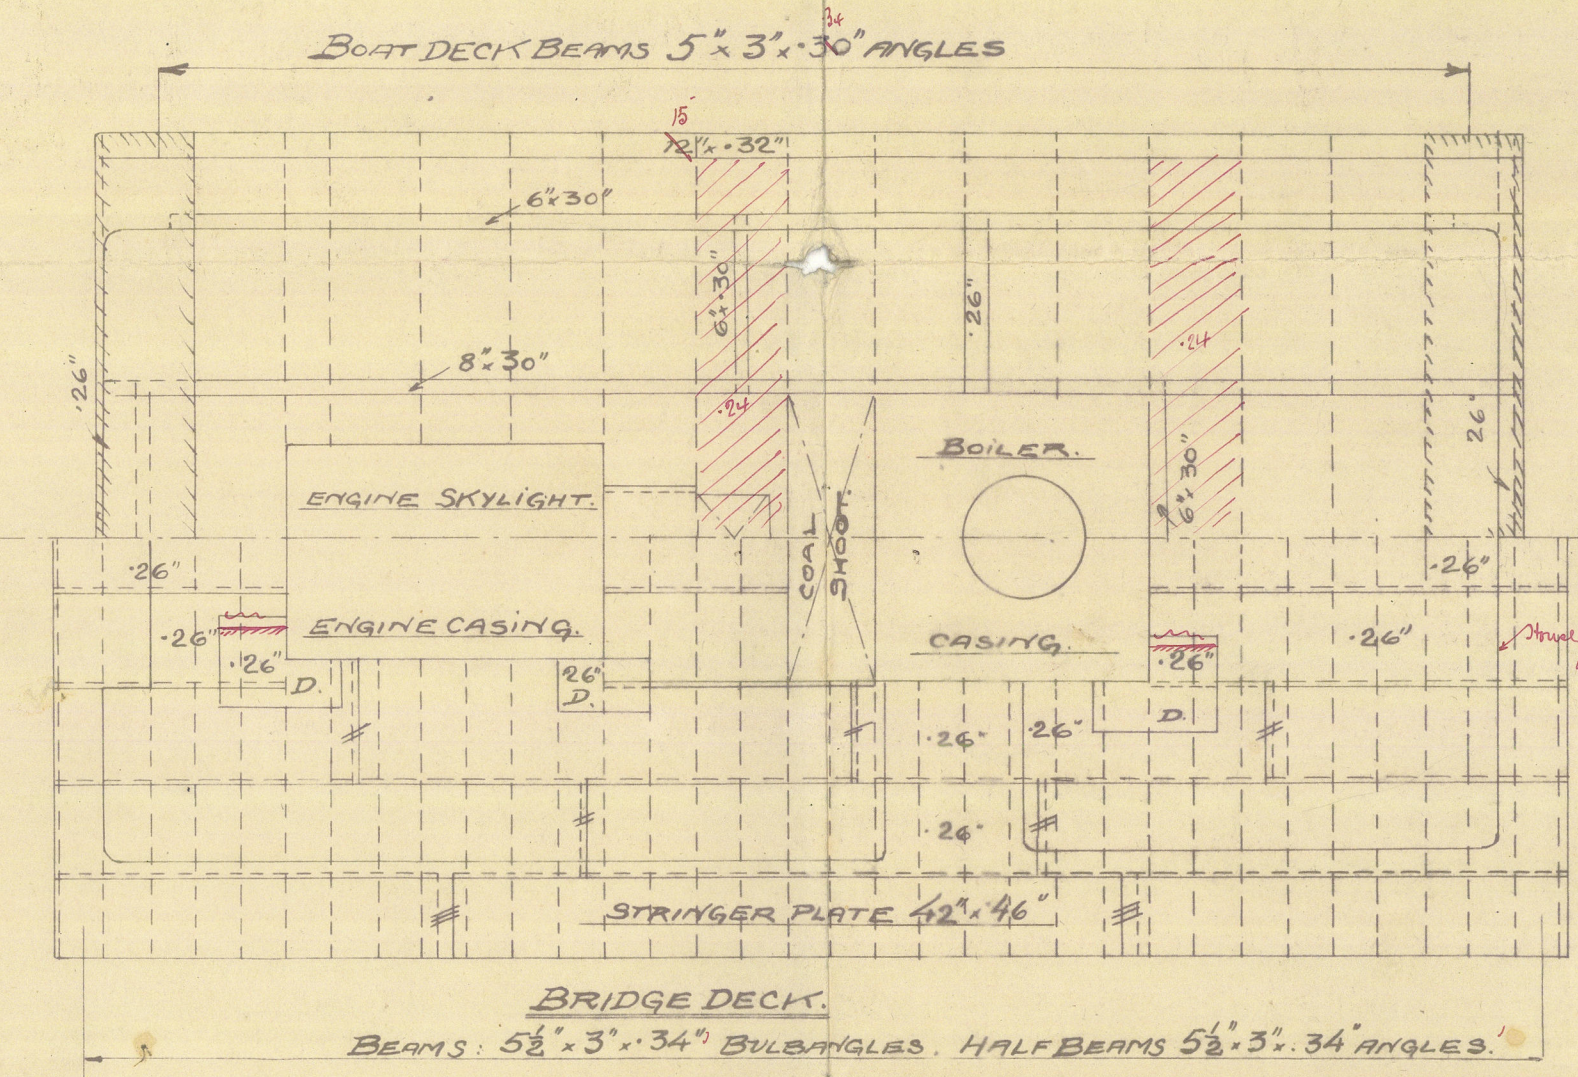 34
BOAT DECK BEAMS 5" x 3" x .30" ANGLES
15
12" x .32"
6" x 30"
6" x .30"
.26"
.24
.26"
8" x 30"
.24
26"
BOILER.
6" x 30"
ENGINE SKYLIGHT.
COAL
SHOOT.
.26"
.26"
ENGINE CASING.
CASING.
.26"
.26"
.26"
26"
.26"
D.
D.
D.
.26"
.26"
.26"
STRINGER PLATE 42" x .46"
BRIDGE DECK.
BEAMS: 5½" x 3" x .34" BULBANGLES. HALF BEAMS 5½" x 3" x .34" ANGLES.